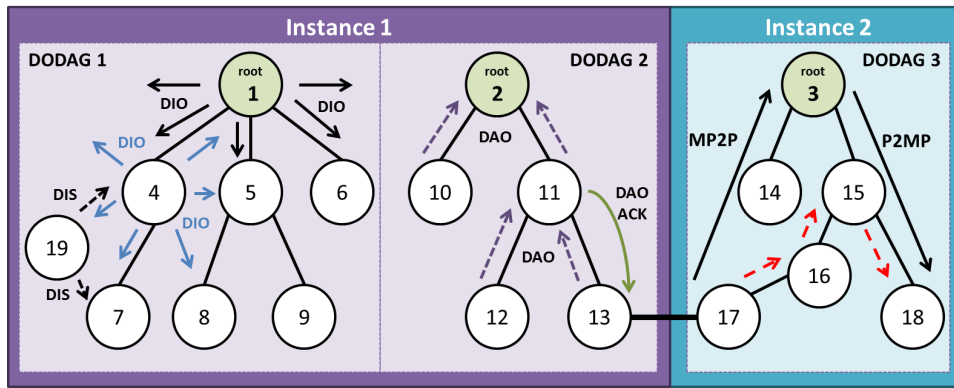 Instance 1
Instance 2
DODAG 1
DODAG 2
DODAG 3
root
1
root
2
root
3
DIO
DIO
DIO
DAO
MP2P
P2MP
DIS
4
5
6
10
11
14
15
DAO
ACK
19
DIO
DAO
16
DIS
7
8
9
12
13
17
18